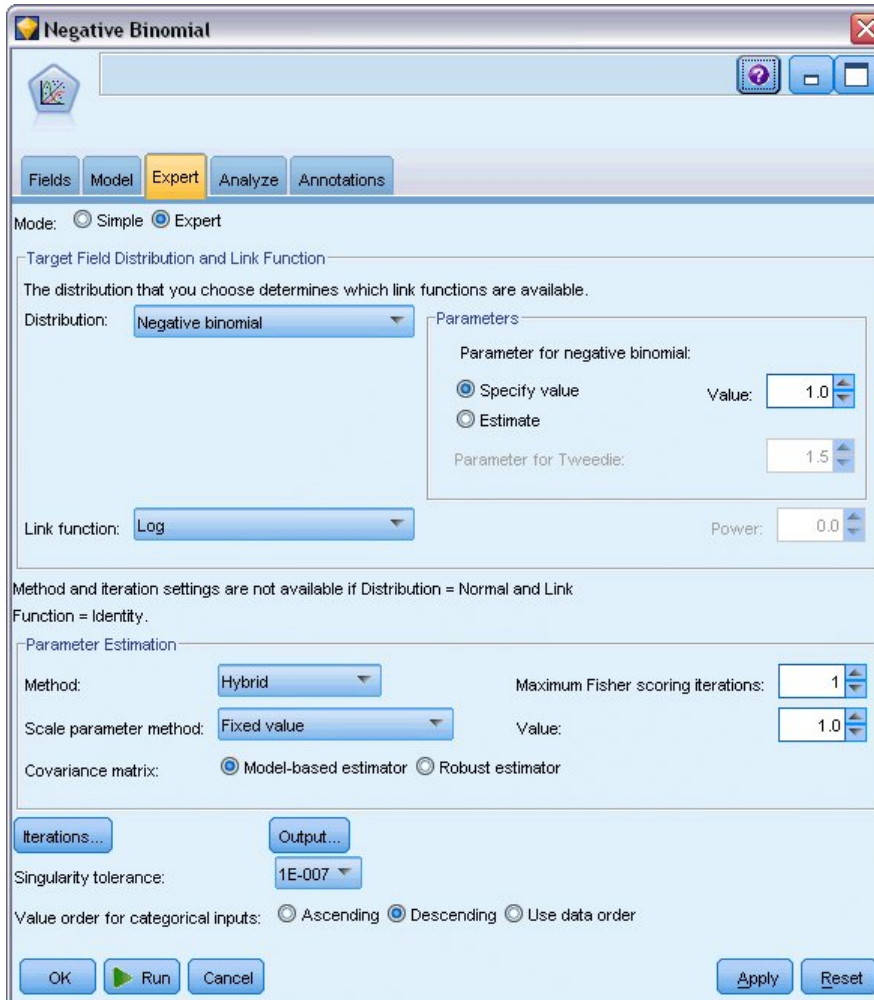 Negative Binomial
Fields Model Expert Analyze Annotations
Mode: Simple Expert
Target Field Distribution and Link Function
The distribution that you choose determines which link functions are available.
Distribution: Negative binomial
Parameters
Parameter for negative binomial:
Specify value Value: 1.0
Estimate
Parameter for Tweedie: 1.5
Link function: Log Power: 0.0
Method and iteration settings are not available if Distribution = Normal and Link
Function = Identity.
Parameter Estimation
Method: Hybrid Maximum Fisher scoring iterations: 1
Scale parameter method: Fixed value Value: 1.0
Covariance matrix: Model-based estimator Robust estimator
Iterations... Output...
Singularity tolerance: 1E-007
Value order for categorical inputs: Ascending Descending Use data order
OK Run Cancel Apply Reset